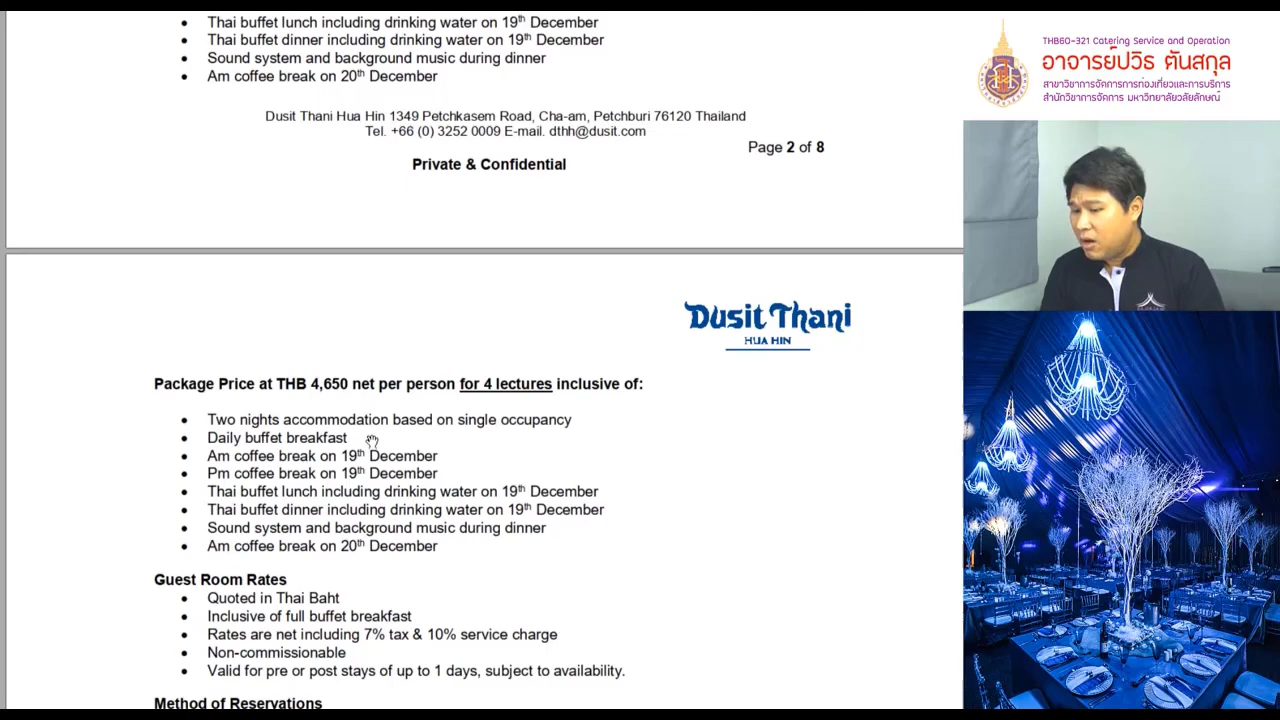 Thai buffet lunch including drinking water on 19th December
Thai buffet dinner including drinking water on 19th December
Sound system and background music during dinner
Am coffee break on 20th December
Dusit Thani Hua Hin 1349 Petchkasem Road, Cha-am, Petchburi 76120 Thailand
Tel. +66 (0) 3252 0009 E-mail. dthh@dusit.com
Page 2 of 8
Private & Confidential
Dusit Thani
HUA HIN
Package Price at THB 4,650 net per person for 4 lectures inclusive of:
Two nights accommodation based on single occupancy
Daily buffet breakfast
Am coffee break on 19th December
Pm coffee break on 19th December
Thai buffet lunch including drinking water on 19th December
Thai buffet dinner including drinking water on 19th December
Sound system and background music during dinner
Am coffee break on 20th December
Guest Room Rates
Quoted in Thai Baht
Inclusive of full buffet breakfast
Rates are net including 7% tax & 10% service charge
Non-commissionable
Valid for pre or post stays of up to 1 days, subject to availability.
Method of Reservations
THB60-321 Catering Service and Operation
อาจารย์ปวิธ ตันสกุล
สาขาวิชาการจัดการการท่องเที่ยวและการบริการ
สำนักวิชาการจัดการ มหาวิทยาลัยวลัยลักษณ์